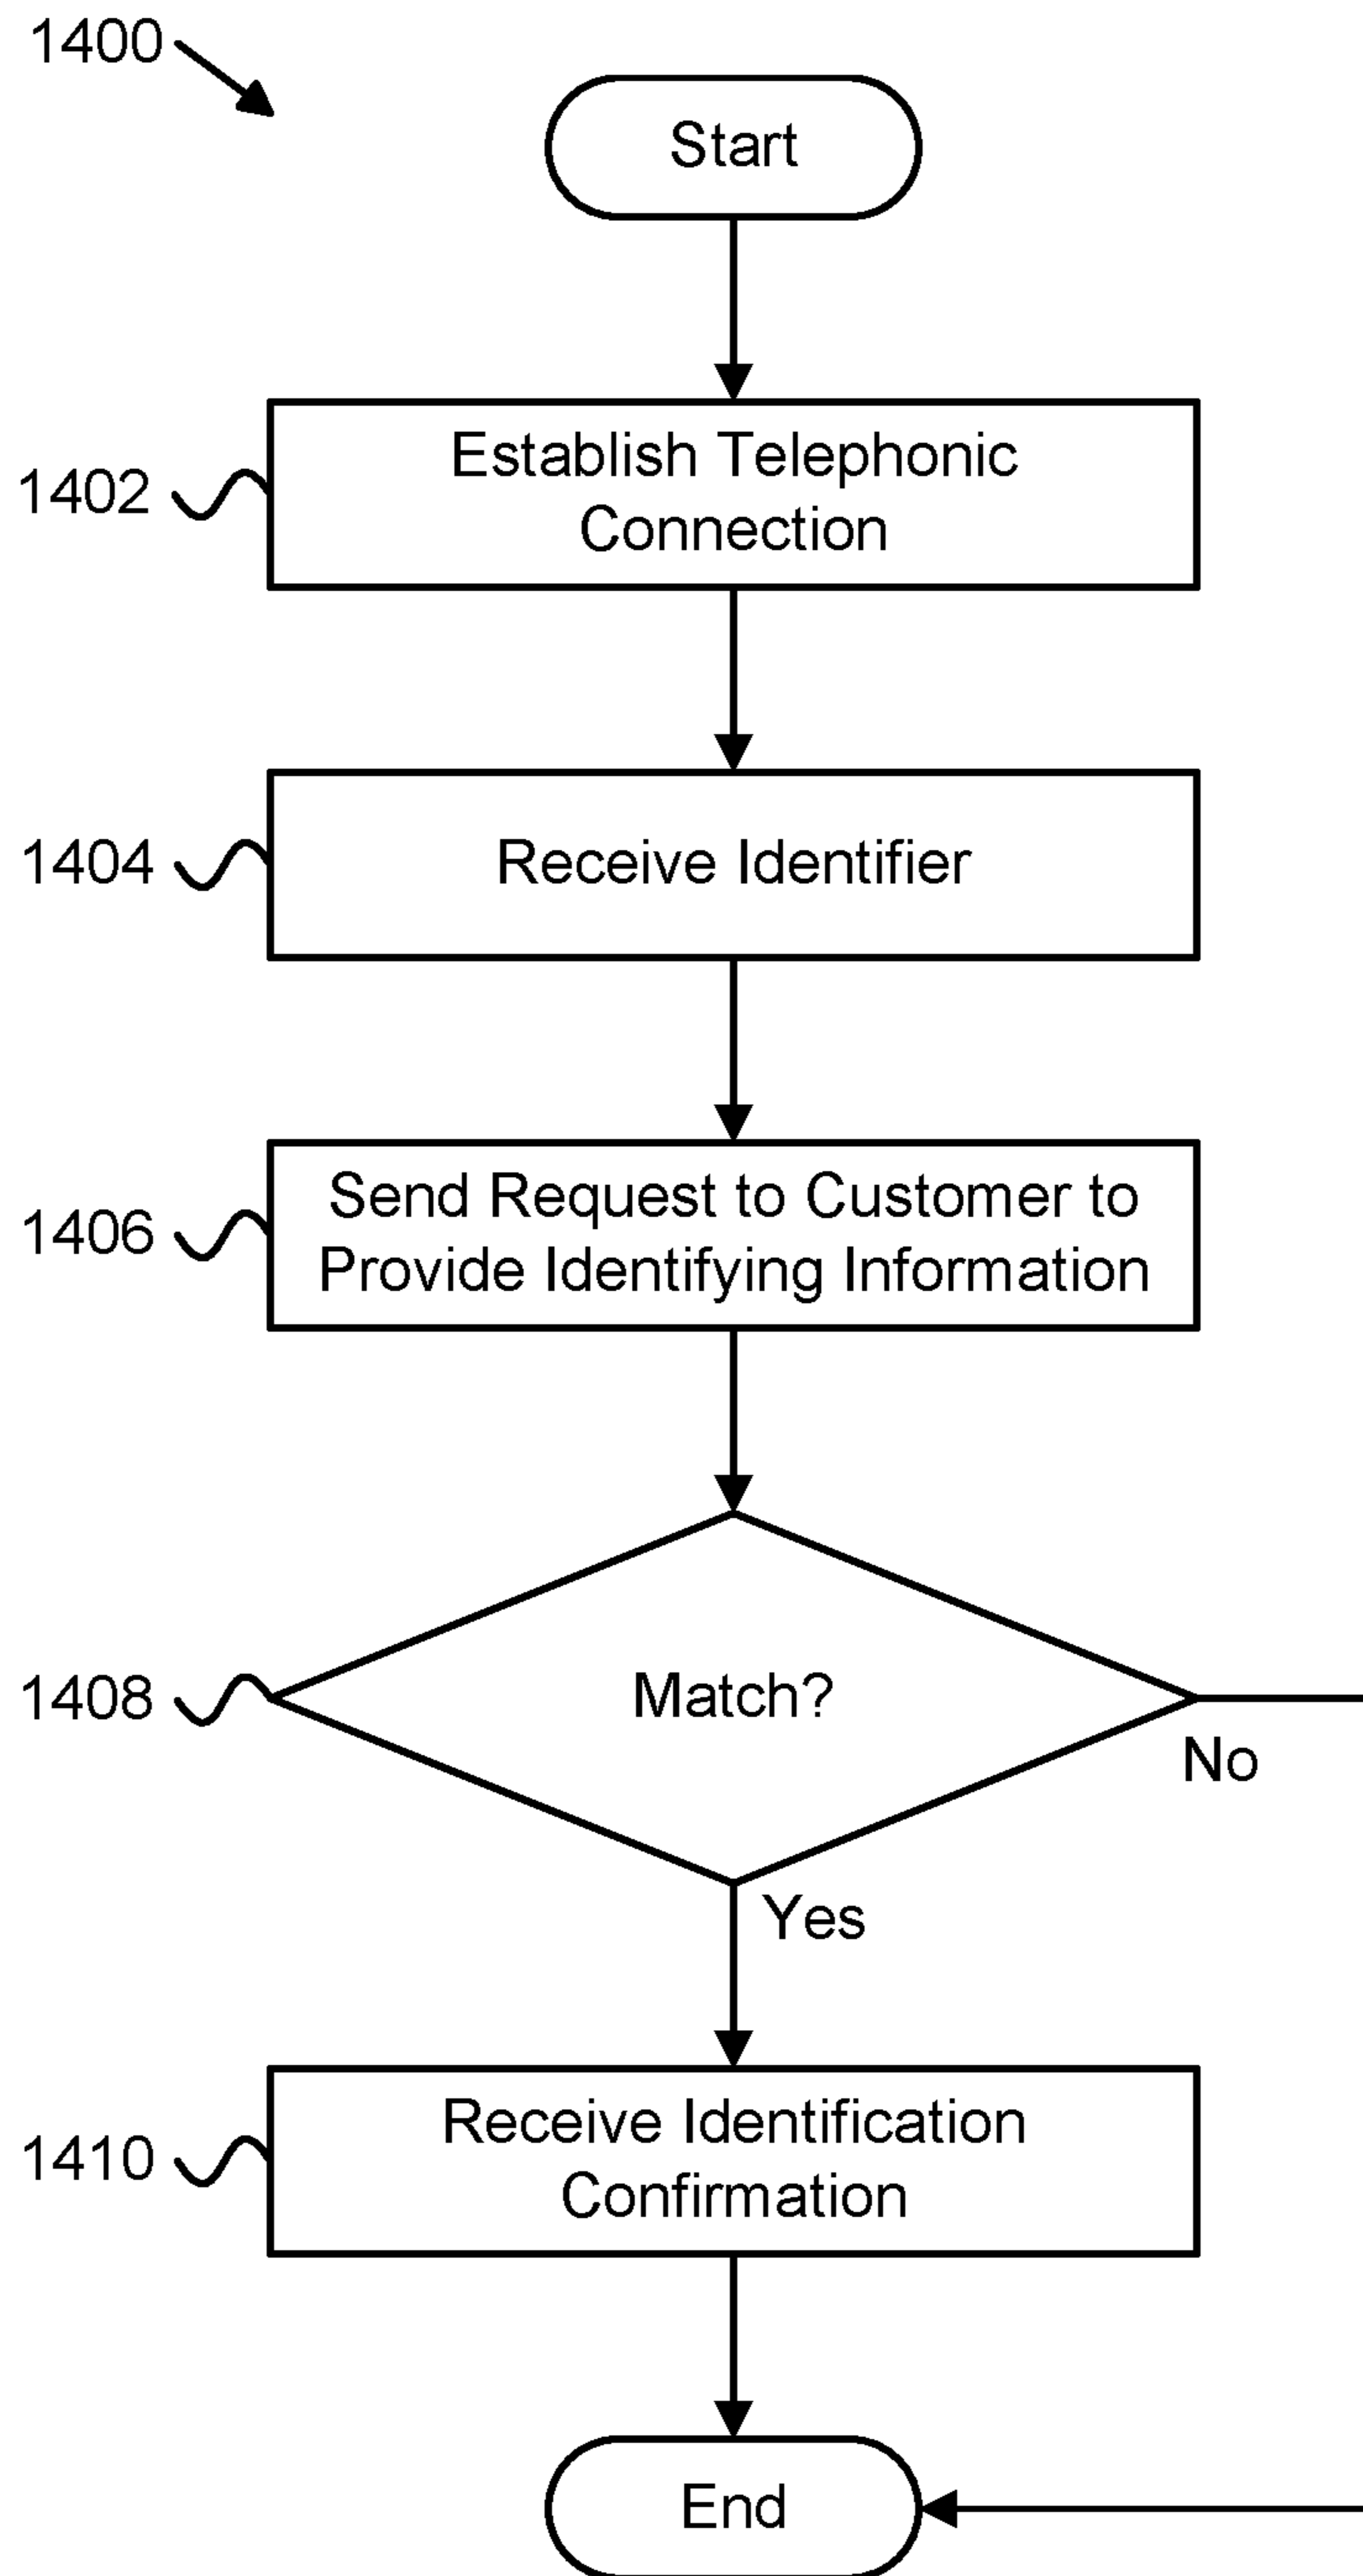 1400
Start
1402
Establish Telephonic
Connection
1404
Receive Identifier
1406
Send Request to Customer to
Provide Identifying Information
1408
Match?
No
Yes
1410
Receive Identification
Confirmation
End